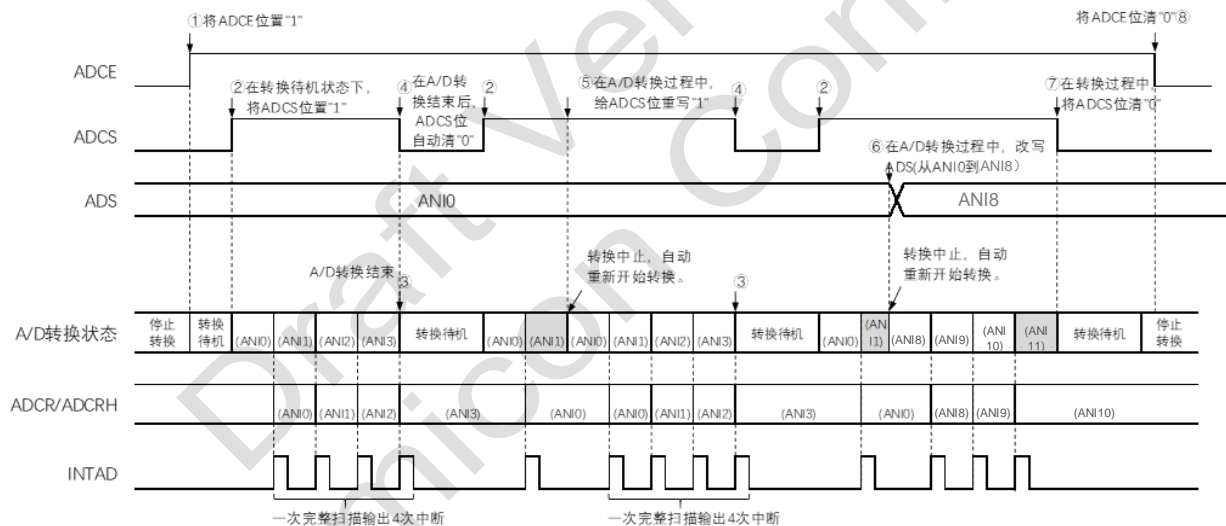 ①将ADCE位置"1"
将ADCE位清"0"⑧
ADCE
②在转换待机状态下，
将ADCS位置"1"
④
在A/D转
换结束后，
ADCS位
自动清"0"
②
⑤在A/D转换过程中，
给ADCS位重写"1"
④
②
⑦在转换过程中，
将ADCS位清"0"
ADCS
⑥在A/D转换过程中，改写
ADS(从ANI0到ANI8）
ADS
ANI0
ANI8
A/D转换结束
③
转换中止，自动
重新开始转换。
③
转换中止，自动
重新开始转换。
A/D转换状态
停止
转换
转换
待机
(ANI0)
(ANI1)
(ANI2)
(ANI3)
转换待机
(ANI0)
(ANI1)
(ANI0)
(ANI1)
(ANI2)
(ANI3)
转换待机
(ANI0)
(AN
I1)
(ANI8)
(ANI9)
(ANI
10)
(ANI
11)
转换待机
停止
转换
ADCR/ADCRH
(ANI0)
(ANI1)
(ANI2)
(ANI3)
(ANI0)
(ANI0)
(ANI1)
(ANI2)
(ANI3)
(ANI0)
(ANI8)
(ANI9)
(ANI10)
INTAD
一次完整扫描输出4次中断
一次完整扫描输出4次中断
Draft Ver
micon Com